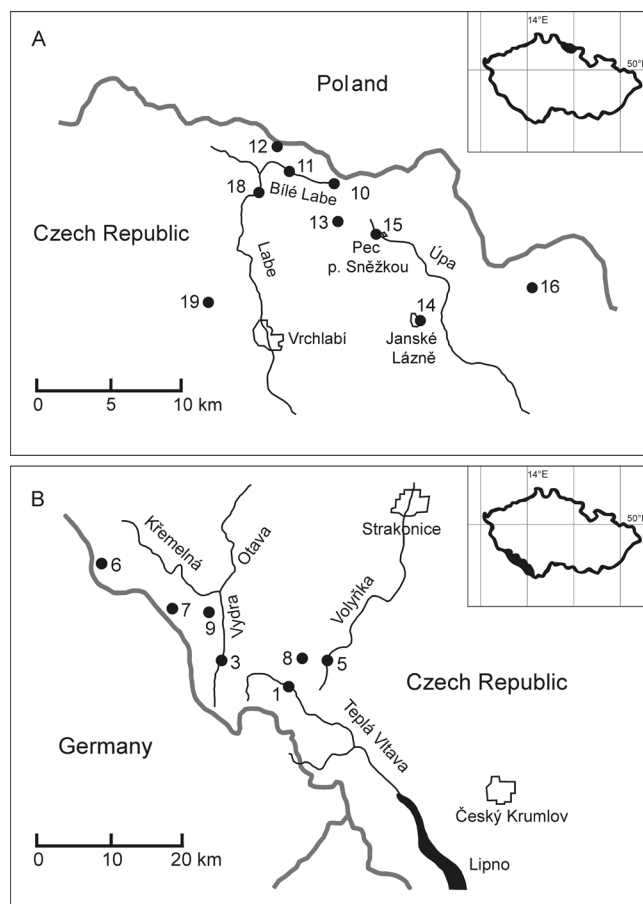 A
14°E
50°N
Poland
12
11
10
18
Bílé Labe
13
15
Czech Republic
Labe
Pec
p. Sněžkou
Úpa
16
19
14
Vrchlabí
Janské
Lázně
0 5 10 km
B
14°E
50°N
Strakonice
Křemelná
Otava
6
Volyňka
7
9
Vydra
3
8
5
1
Czech Republic
Teplá Vltava
Germany
Český Krumlov
0 10 20 km
Lipno